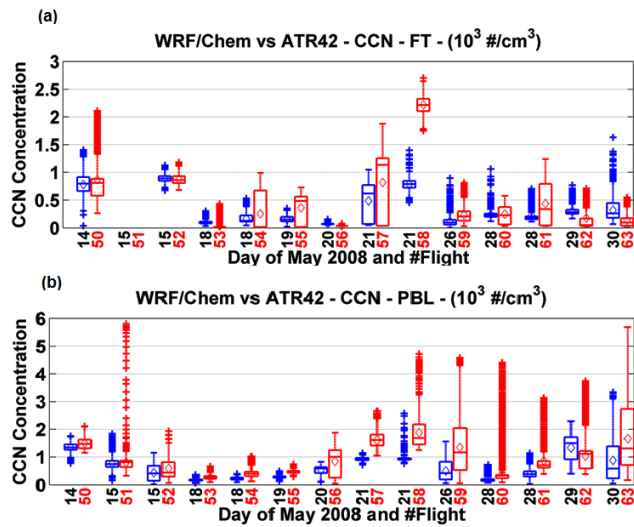 (a)
WRF/Chem vs ATR42 - CCN - FT - (10³ #/cm³)
CCN Concentration
3
2.5
2
1.5
1
0.5
0
14 50 15 51 15 52 18 53 18 54 19 55 20 56 21 57 21 58 26 59 28 60 28 61 29 62 30 63
Day of May 2008 and #Flight
(b)
WRF/Chem vs ATR42 - CCN - PBL - (10³ #/cm³)
CCN Concentration
6
5
4
3
2
1
0
14 50 15 51 15 52 18 53 18 54 19 55 20 56 21 57 21 58 26 59 28 60 28 61 29 62 30 63
Day of May 2008 and #Flight